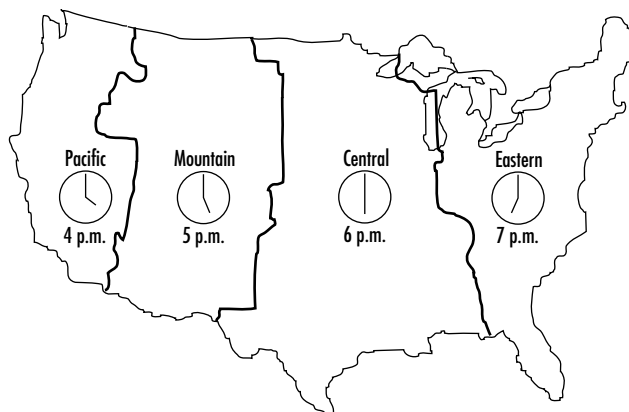 Pacific
4 p.m.
Mountain
5 p.m.
Central
6 p.m.
Eastern
7 p.m.